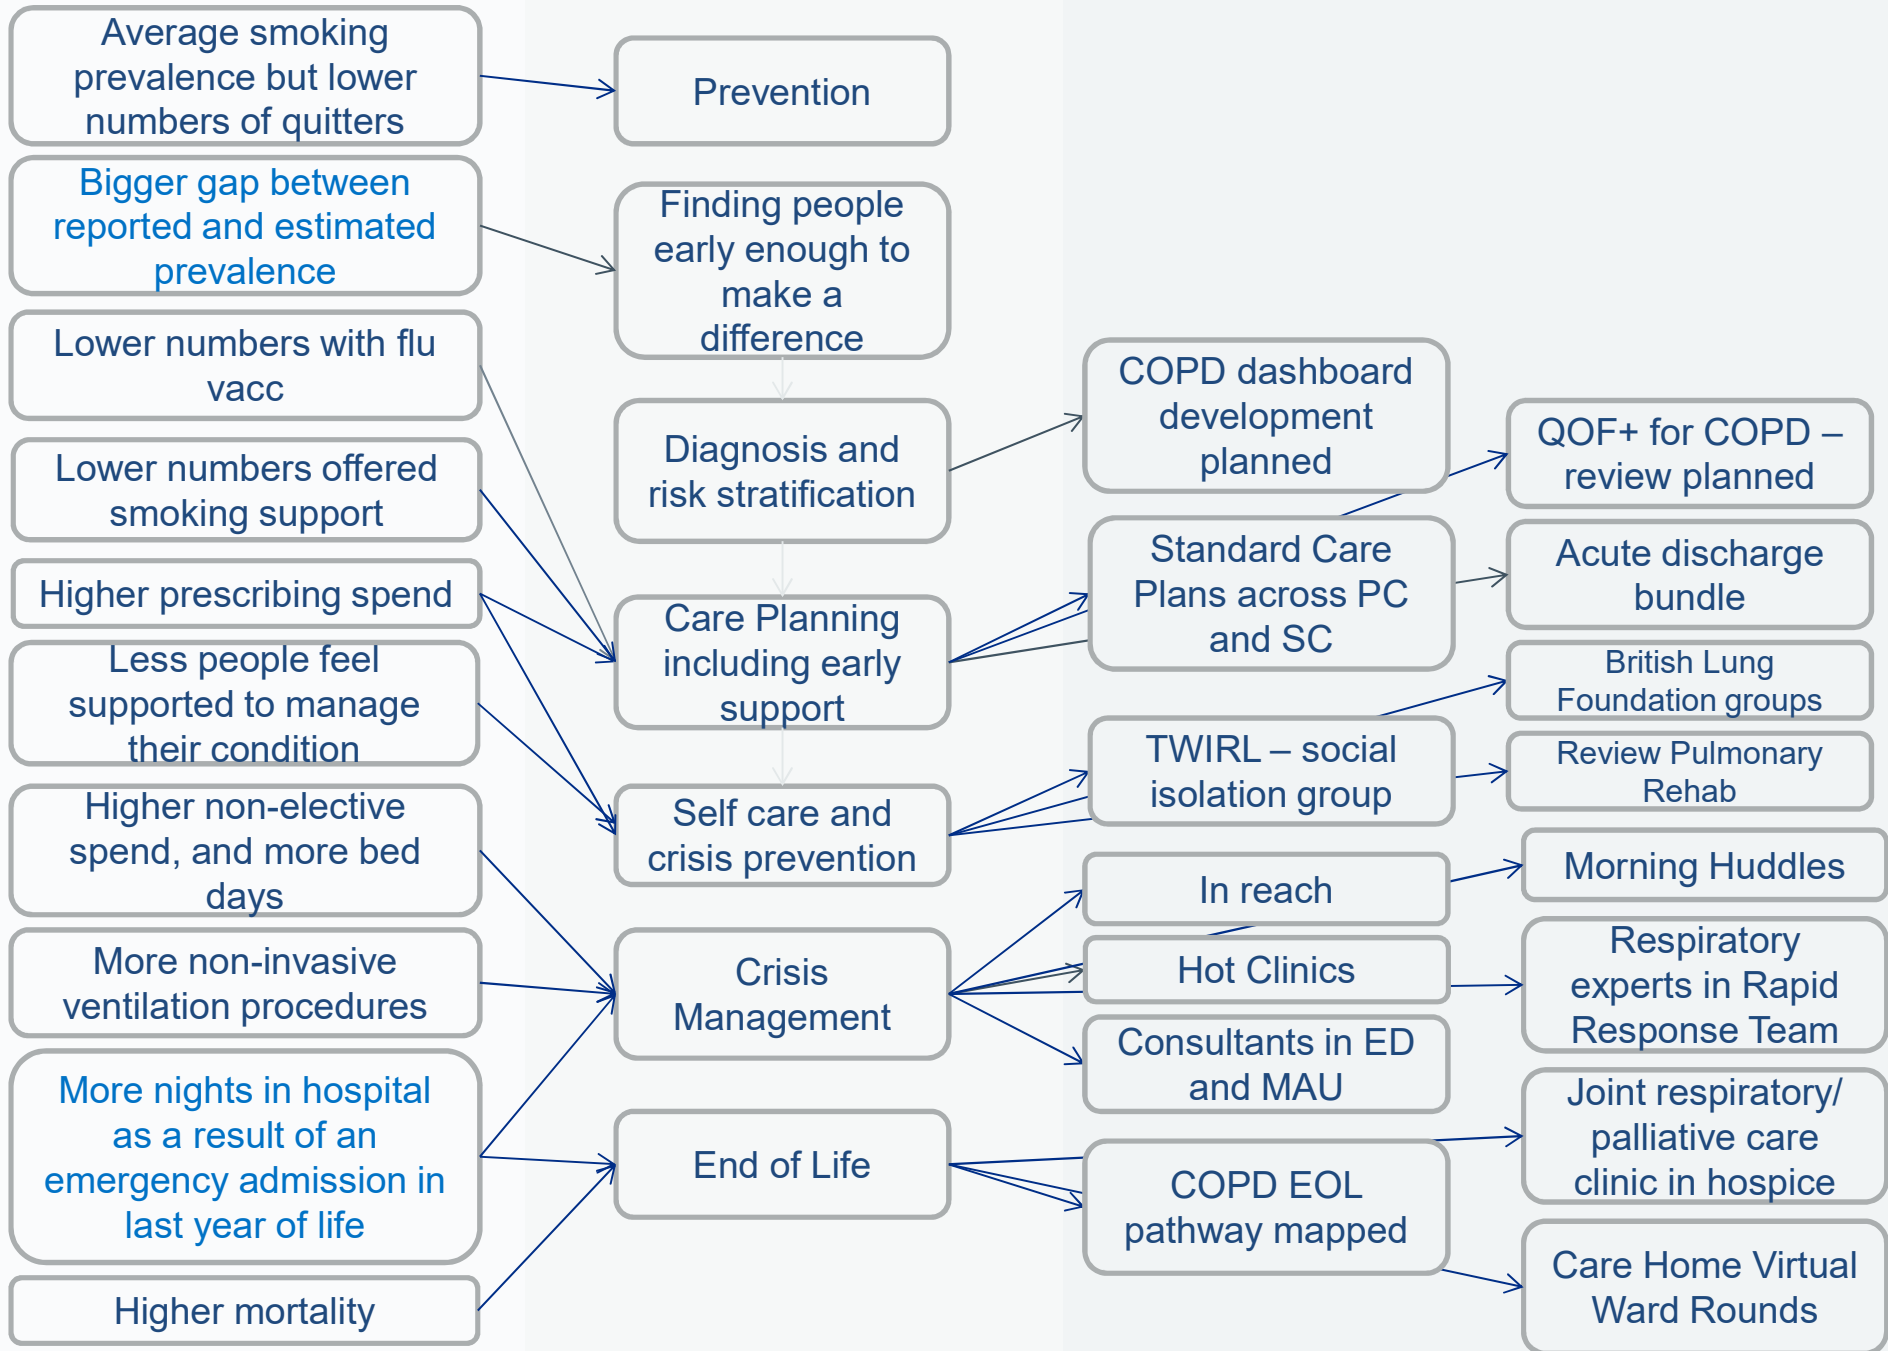 Average smoking
prevalence but lower
numbers of quitters
Bigger gap between
reported and estimated
prevalence
Lower numbers with flu
vacc
Lower numbers offered
smoking support
Higher prescribing spend
Less people feel
supported to manage
their condition
Higher non-elective
spend, and more bed
days
More non-invasive
ventilation procedures
More nights in hospital
as a result of an
emergency admission in
last year of life
Higher mortality
Prevention
Finding people
early enough to
make a
difference
Diagnosis and
risk stratification
Care Planning
including early
support
Self care and
crisis prevention
Crisis
Management
End of Life
COPD dashboard
development
planned
Standard Care
Plans across PC
and SC
TWIRL – social
isolation group
In reach
Hot Clinics
Consultants in ED
and MAU
COPD EOL
pathway mapped
QOF+ for COPD –
review planned
Acute discharge
bundle
British Lung
Foundation groups
Review Pulmonary
Rehab
Morning Huddles
Respiratory
experts in Rapid
Response Team
Joint respiratory/
palliative care
clinic in hospice
Care Home Virtual
Ward Rounds